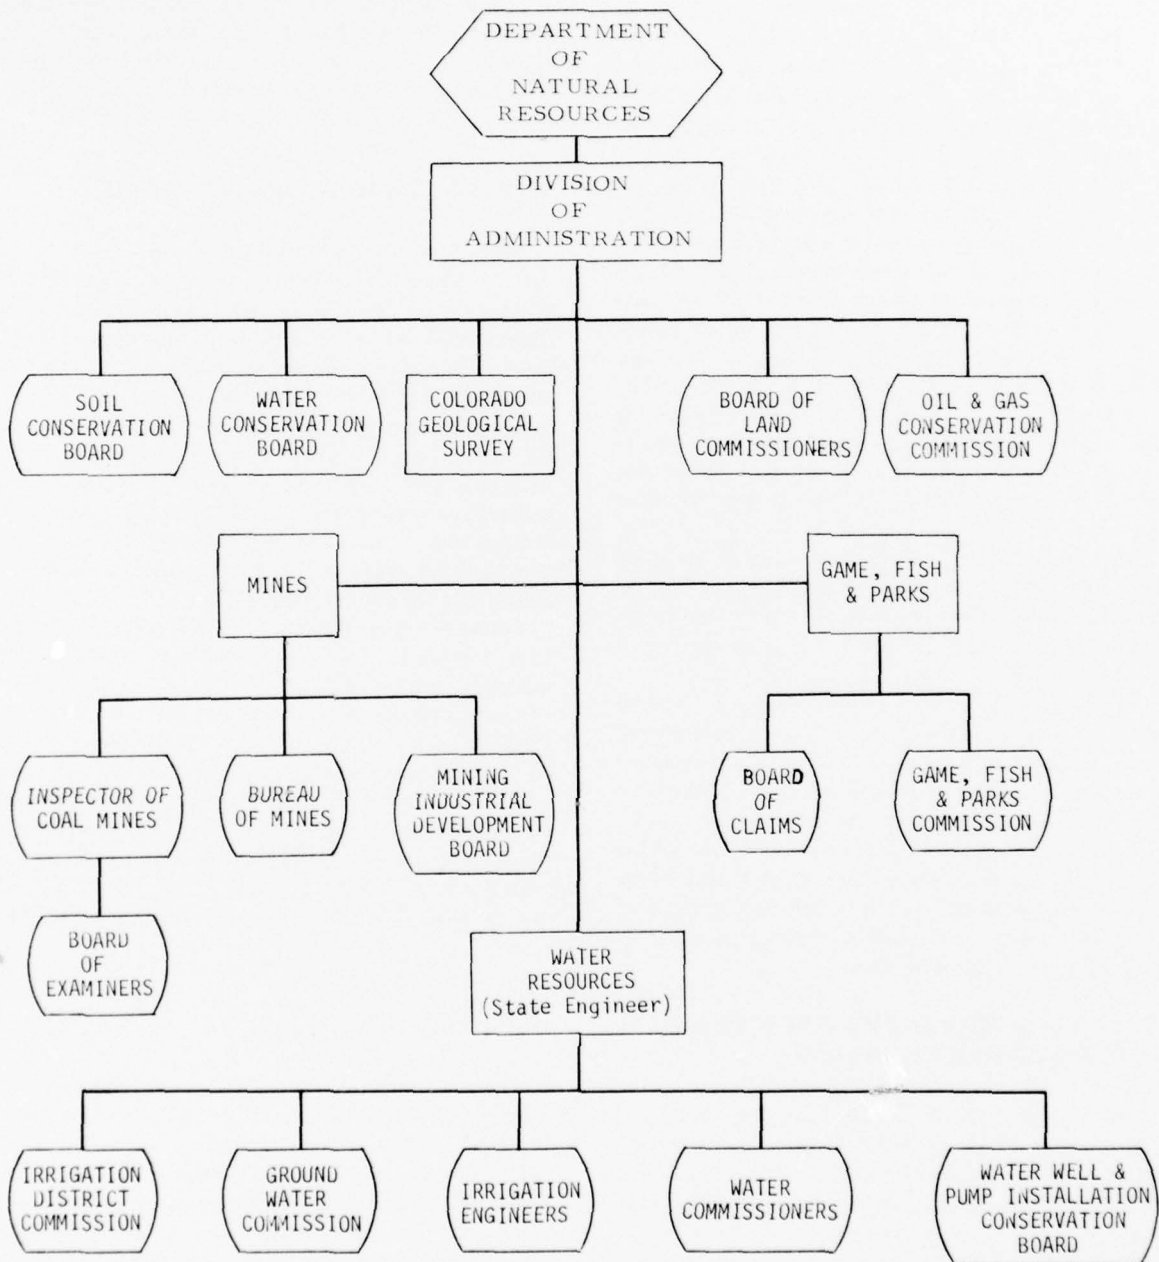 DEPARTMENT
OF
NATURAL
RESOURCES
DIVISION
OF
ADMINISTRATION
SOIL
CONSERVATION
BOARD
WATER
CONSERVATION
BOARD
COLORADO
GEOLOGICAL
SURVEY
BOARD OF
LAND
COMMISSIONERS
OIL & GAS
CONSERVATION
COMMISSION
MINES
GAME, FISH
& PARKS
INSPECTOR OF
COAL MINES
BUREAU
OF MINES
MINING
INDUSTRIAL
DEVELOPMENT
BOARD
BOARD
OF
CLAIMS
GAME, FISH
& PARKS
COMMISSION
BOARD
OF
EXAMINERS
WATER
RESOURCES
(State Engineer)
IRRIGATION
DISTRICT
COMMISSION
GROUND
WATER
COMMISSION
IRRIGATION
ENGINEERS
WATER
COMMISSIONERS
WATER WELL &
PUMP INSTALLATION
CONSERVATION
BOARD